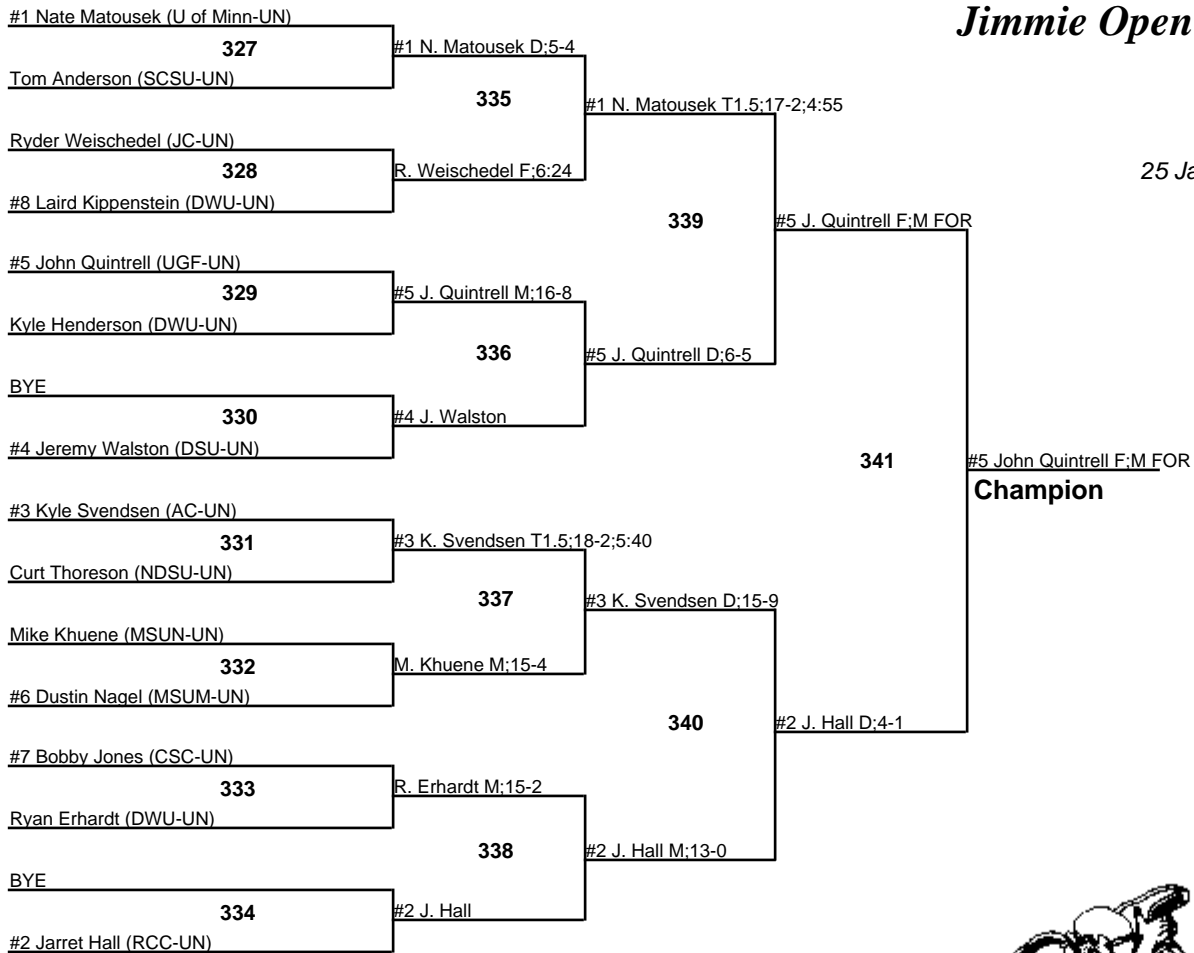 Jimmie Open
25 Ja
#1 Nate Matousek (U of Minn-UN)
327
Tom Anderson (SCSU-UN)
#1 N. Matousek D;5-4
335
Ryder Weischedel (JC-UN)
328
#8 Laird Kippenstein (DWU-UN)
R. Weischedel F;6:24
#1 N. Matousek T1.5;17-2;4:55
339
#5 John Quintrell (UGF-UN)
329
Kyle Henderson (DWU-UN)
#5 J. Quintrell M;16-8
336
BYE
330
#4 Jeremy Walston (DSU-UN)
#4 J. Walston
#5 J. Quintrell D;6-5
#5 J. Quintrell F;M FOR
341
#5 John Quintrell F;M FOR
Champion
#3 Kyle Svendsen (AC-UN)
331
Curt Thoreson (NDSU-UN)
#3 K. Svendsen T1.5;18-2;5:40
337
Mike Khuene (MSUN-UN)
332
#6 Dustin Nagel (MSUM-UN)
M. Khuene M;15-4
#3 K. Svendsen D;15-9
340
#2 J. Hall D;4-1
#7 Bobby Jones (CSC-UN)
333
Ryan Erhardt (DWU-UN)
R. Erhardt M;15-2
338
#2 J. Hall M;13-0
BYE
334
#2 Jarret Hall (RCC-UN)
#2 J. Hall